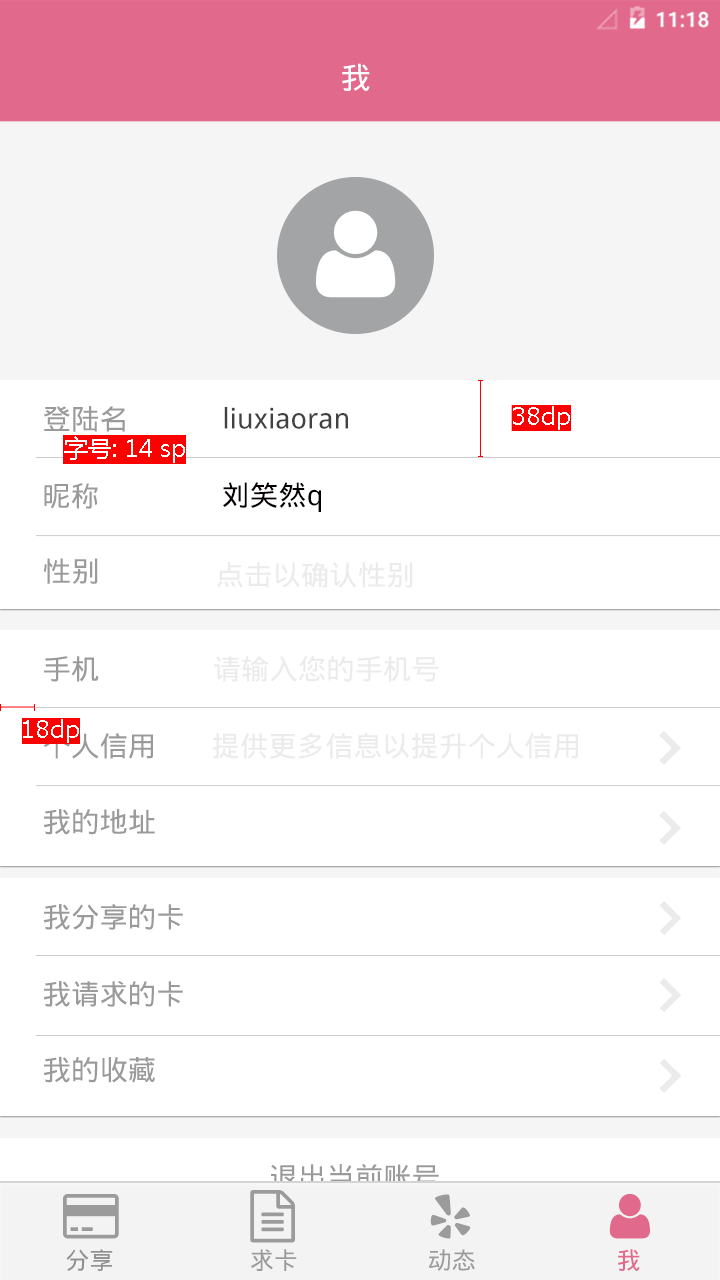 11:18
我
登陆名 liuxiaoran 38dp
字号: 14 sp
昵称 刘笑然q
性别 点击以确认性别
手机 请输入您的手机号
18dp
个人信用 提供更多信息以提升个人信用
我的地址
我分享的卡
我请求的卡
我的收藏
退出当前账号
分享 求卡 动态 我